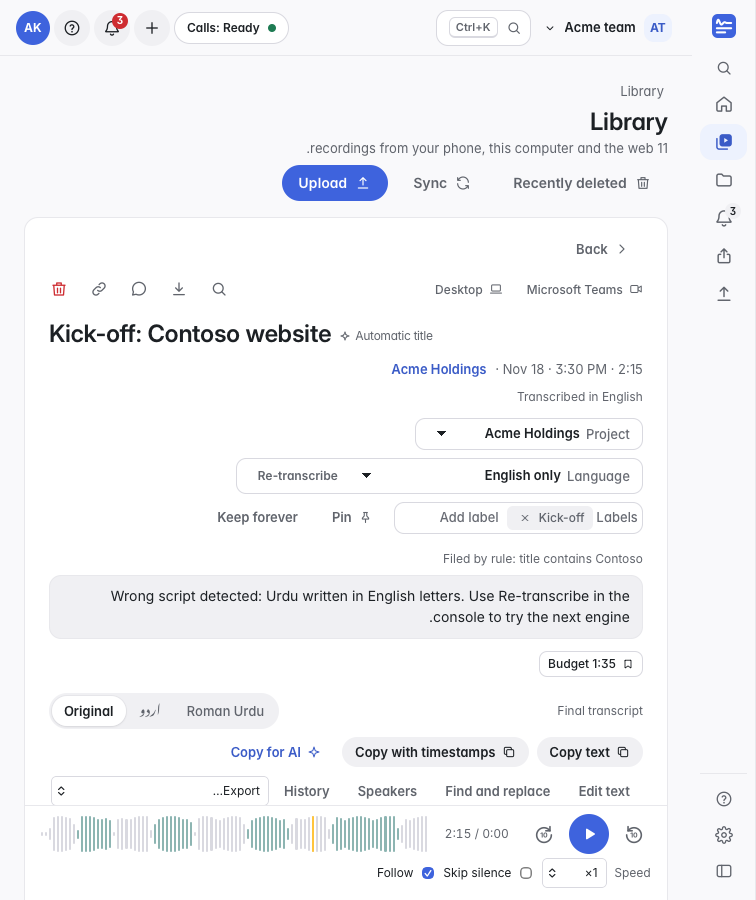 AK
3
Calls: Ready
Ctrl+K
Acme team
AT
Library
Library
11 recordings from your phone, this computer and the web.
Upload
Sync
Recently deleted
3
Back
Desktop
Microsoft Teams
Kick-off: Contoso website
Automatic title
Acme Holdings · Nov 18 · 3:30 PM · 2:15
Transcribed in English
Project Acme Holdings
Language English only
Re-transcribe
Labels Kick-off × Add label
Pin
Keep forever
Filed by rule: title contains Contoso
Wrong script detected: Urdu written in English letters. Use Re-transcribe in the
console to try the next engine.
Budget 1:35
Original
اردو
Roman Urdu
Final transcript
Copy for AI
Copy with timestamps
Copy text
Export...
History
Speakers
Find and replace
Edit text
2:15 / 0:00
10
10
Follow
Skip silence
×1
Speed